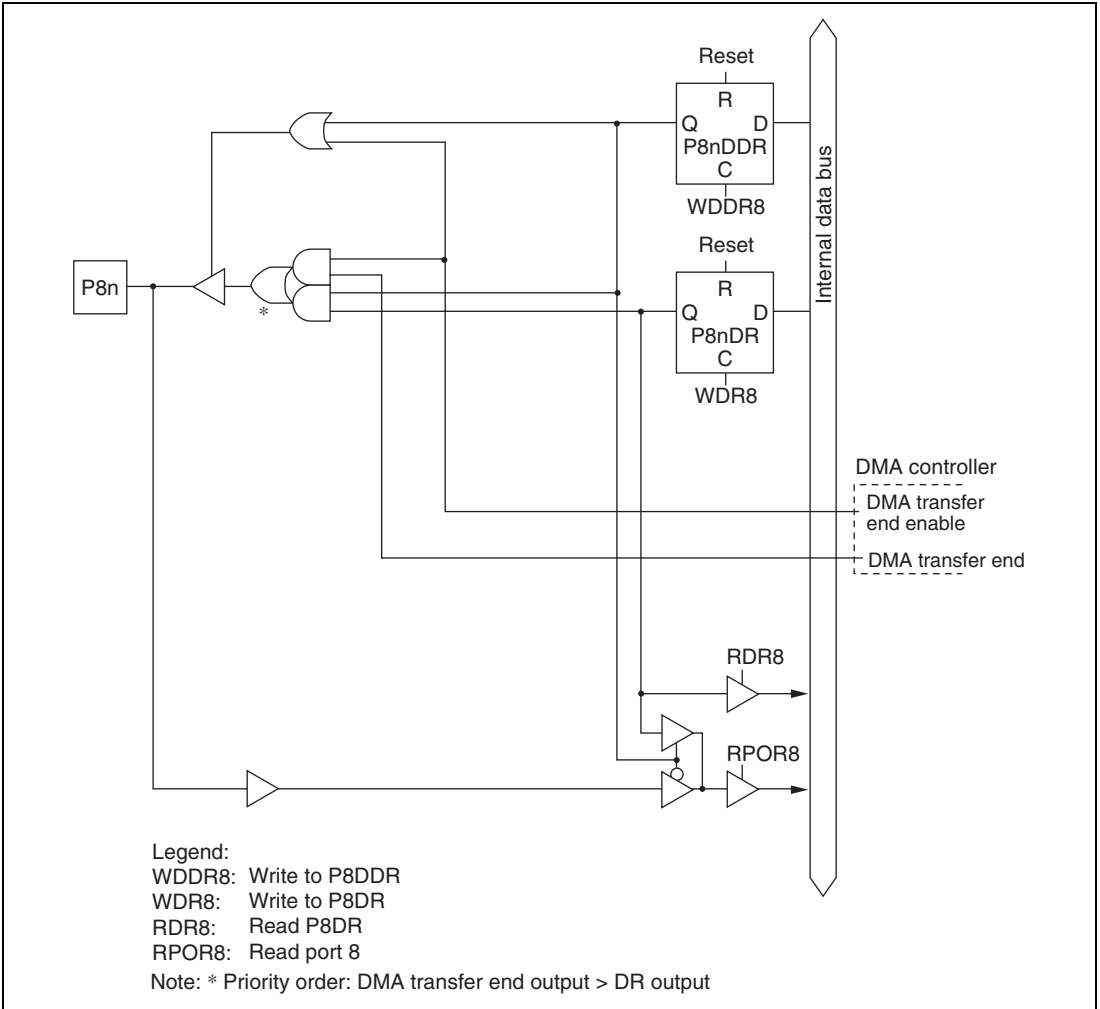 Reset
R
Q D
P8nDDR
C
WDDR8
Internal data bus
Reset
R
Q D
P8nDR
C
WDR8
P8n
*
DMA controller
DMA transfer
end enable
DMA transfer end
RDR8
RPOR8
Legend:
WDDR8: Write to P8DDR
WDR8: Write to P8DR
RDR8: Read P8DR
RPOR8: Read port 8
Note: * Priority order: DMA transfer end output > DR output